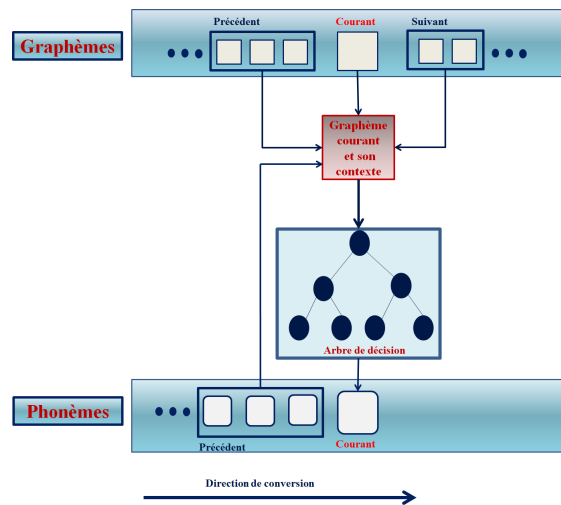 Précédent
Courant
Suivant
Graphèmes
Graphème
courant
et son
contexte
Arbre de décision
Phonèmes
Précédent
Courant
Direction de conversion